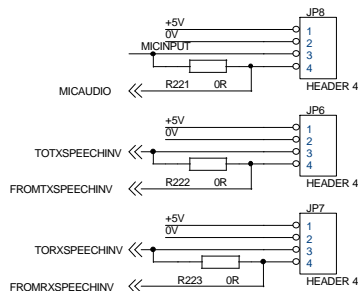 JP8
+5V
0V
MICINPUT
1
2
3
4
R221 0R
MICAUDIO
HEADER 4
JP6
+5V
0V
1
2
3
4
TOTXSPEECHINV
R222 0R
FROMTXSPEECHINV
HEADER 4
JP7
+5V
0V
1
2
3
4
TORXSPEECHINV
R223 0R
FROMRXSPEECHINV
HEADER 4